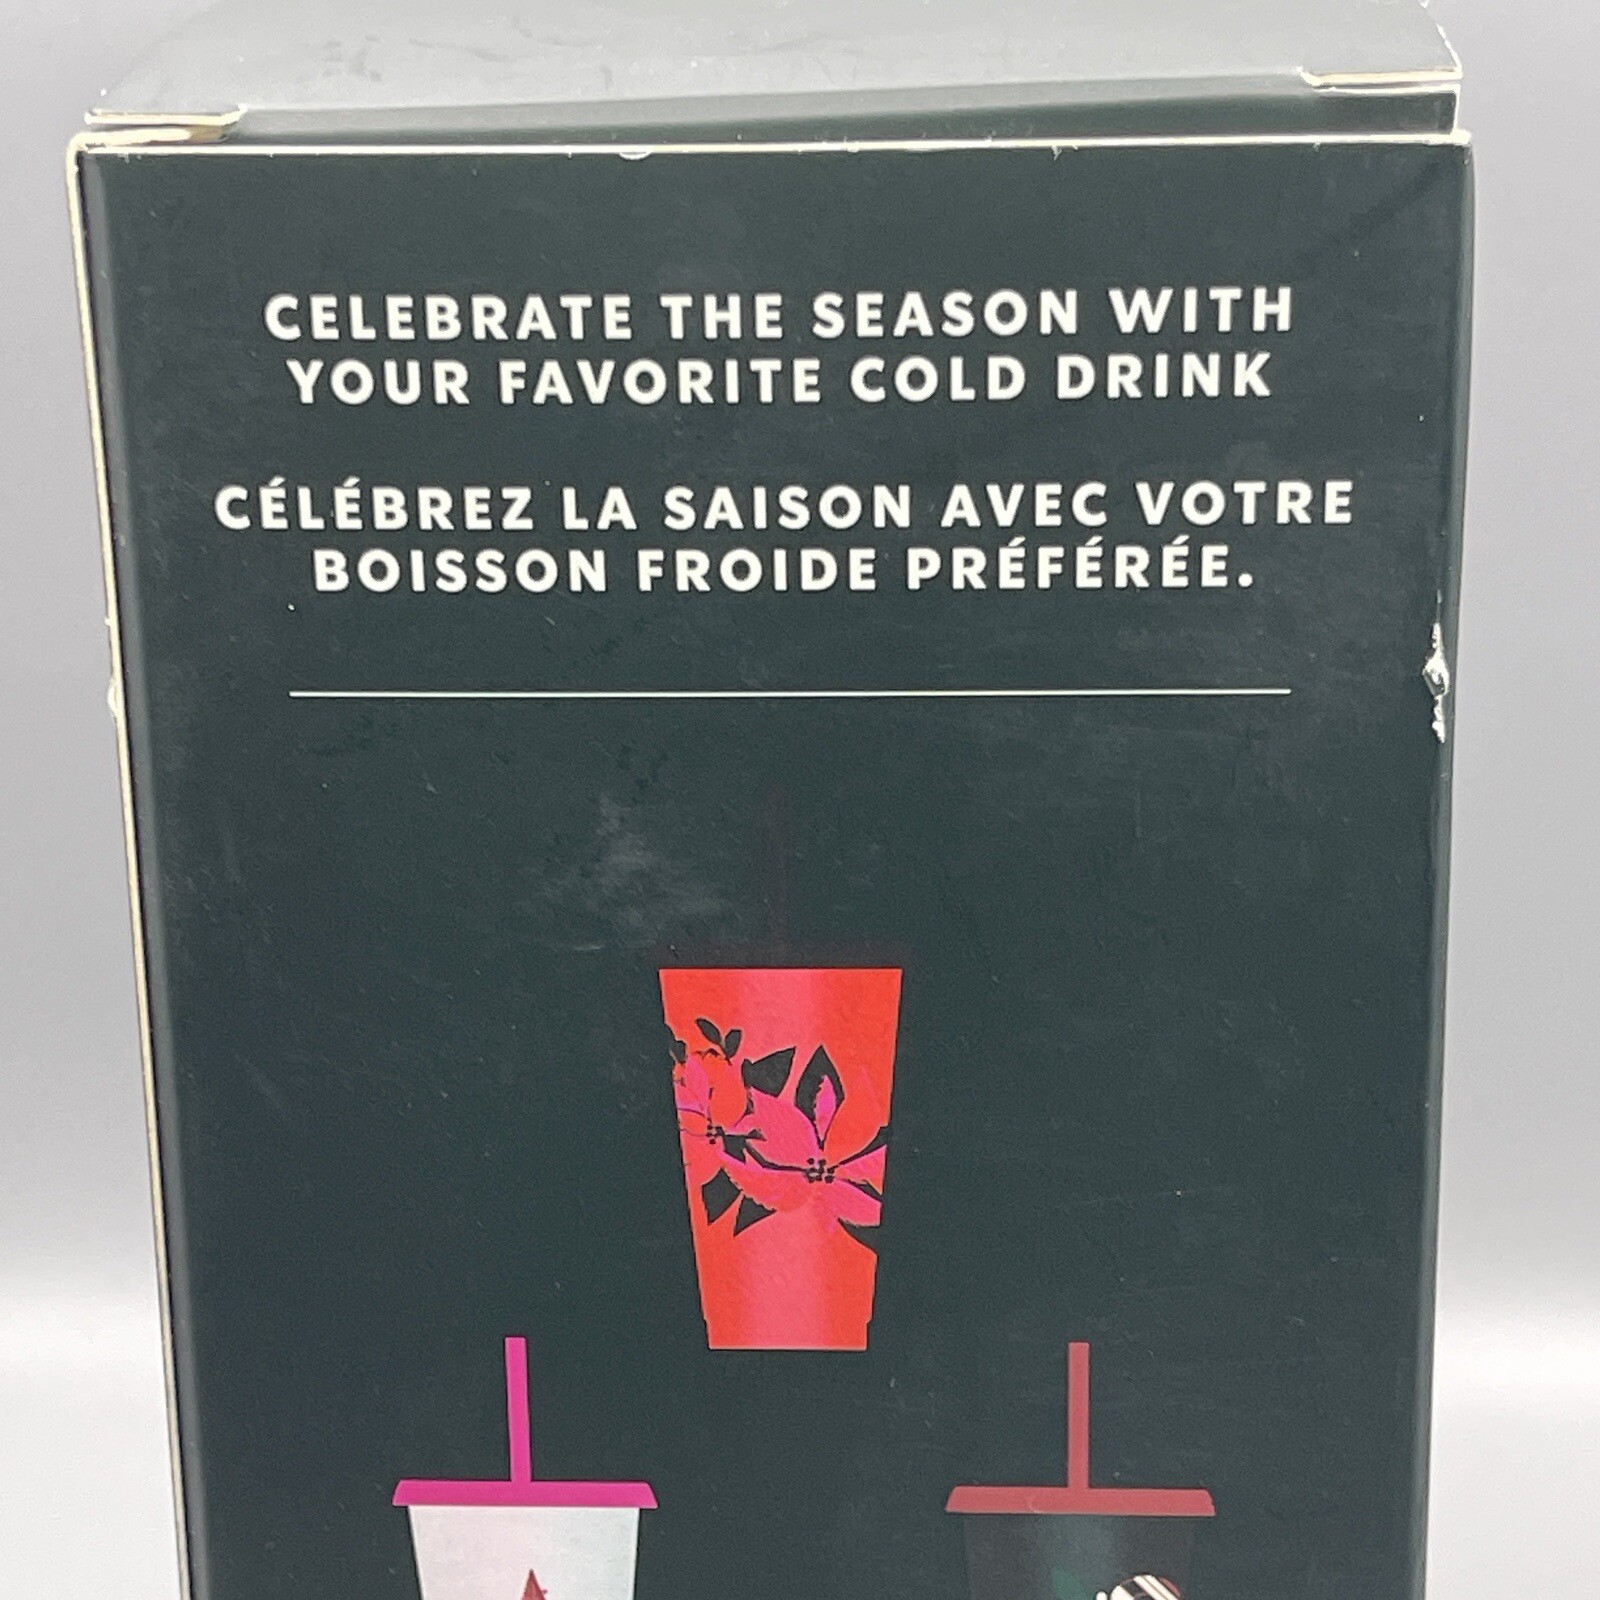 CELEBRATE THE SEASON WITH
YOUR FAVORITE COLD DRINK
CÉLÉBREZ LA SAISON AVEC VOTRE
BOISSON FROIDE PRÉFÉRÉE.